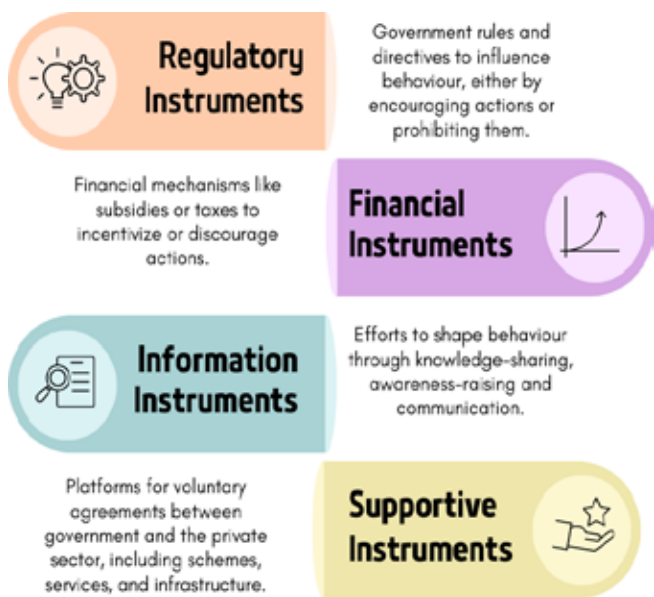 Regulatory
Instruments
Government rules and
directives to influence
behaviour, either by
encouraging actions or
prohibiting them.
Financial mechanisms like
subsidies or taxes to
incentivize or discourage
actions.
Financial
Instruments
Information
Instruments
Efforts to shape behaviour
through knowledge-sharing,
awareness-raising and
communication.
Platforms for voluntary
agreements between
government and the private
sector, including schemes,
services, and infrastructure.
Supportive
Instruments